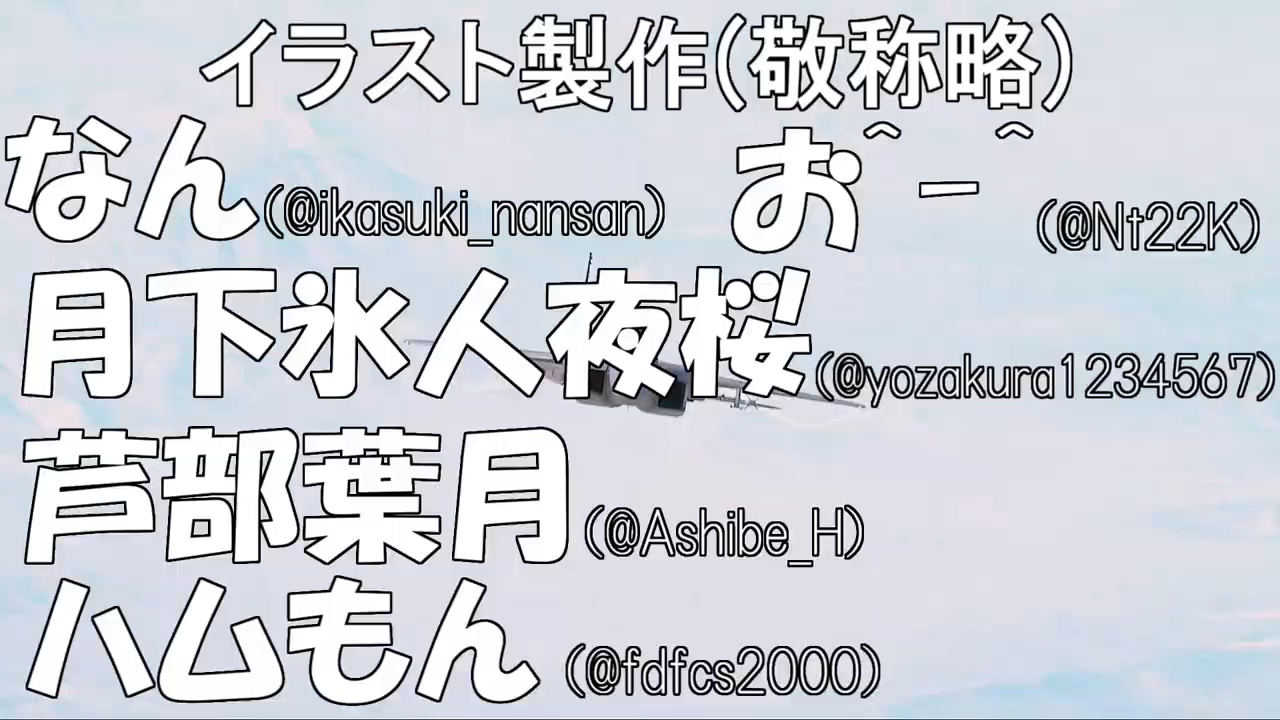 イラスト製作(敬称略)
なん(@ikasuki_nansan) お^ー^(@Nt22K)
月下氷人夜桜(@yozakura1234567)
芦部葉月(@Ashibe_H)
ハムもん(@fdfcs2000)